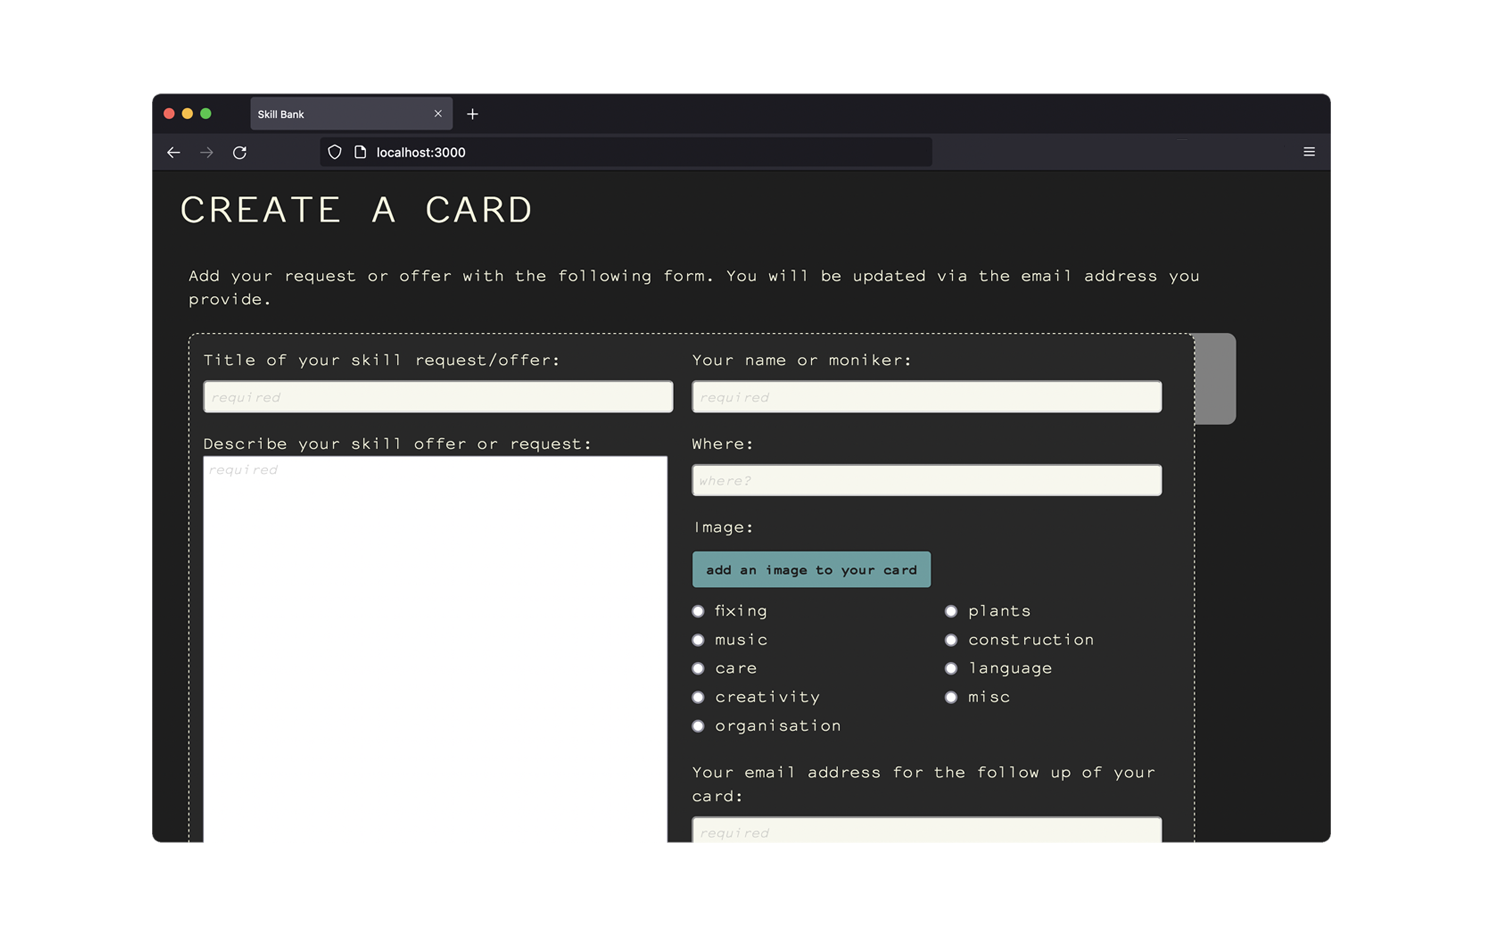 Skill Bank
localhost:3000
CREATE A CARD
Add your request or offer with the following form. You will be updated via the email address you
provide.
Title of your skill request/offer:
required
Describe your skill offer or request:
required
Your name or moniker:
required
Where:
where?
Image:
add an image to your card
fixing
music
care
creativity
organisation
plants
construction
language
misc
Your email address for the follow up of your
card:
required